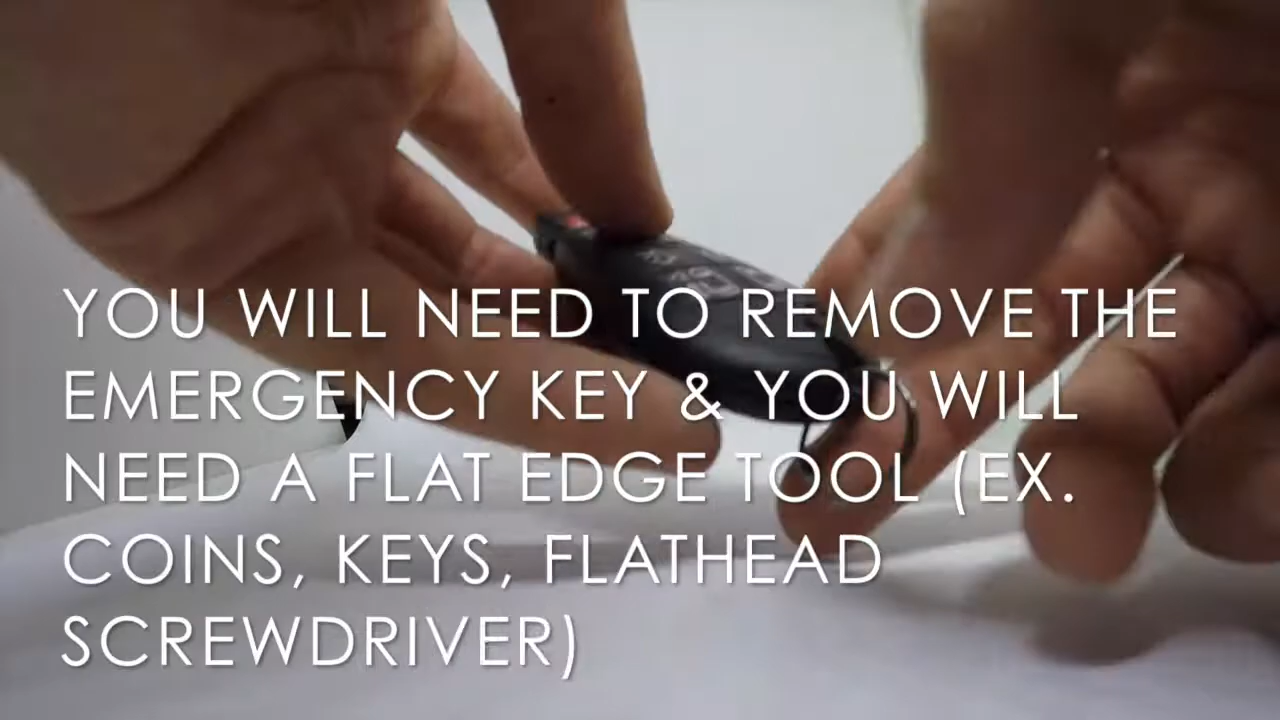 YOU WILL NEED TO REMOVE THE
EMERGENCY KEY & YOU WILL
NEED A FLAT EDGE TOOL (EX.
COINS, KEYS, FLATHEAD
SCREWDRIVER)